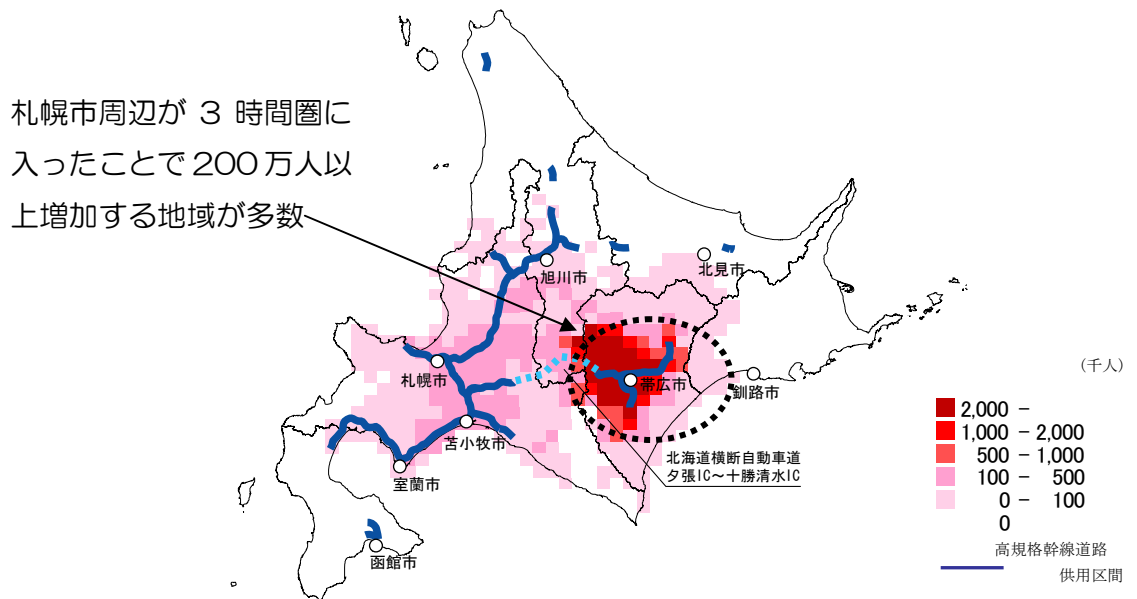 札幌市周辺が 3 時間圏に
入ったことで 200 万人以
上増加する地域が多数
旭川市
北見市
札幌市
帯広市
釧路市
苫小牧市
室蘭市
函館市
北海道横断自動車道
夕張IC～十勝清水IC
(千人)
2,000 -
1,000 - 2,000
500 - 1,000
100 - 500
0 - 100
0
高規格幹線道路
供用区間